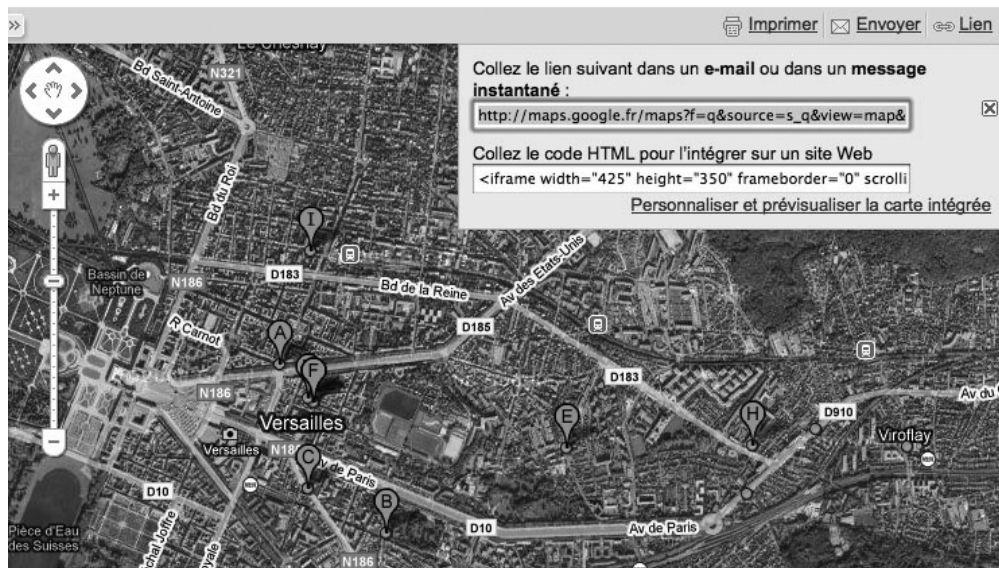 »
Imprimer
Envoyer
Lien
Le Chesnay
Collez le lien suivant dans un e-mail ou dans un message
instantané :
http://maps.google.fr/maps?f=q&source=s_q&view=map&
Collez le code HTML pour l'intégrer sur un site Web
<iframe width="425" height="350" frameborder="0" scrolli
Personnaliser et prévisualiser la carte intégrée
Bd Saint-Antoine
N321
Bd du Roi
I
D183
Bassin de
Neptune
N186
Bd de la Reine
Av des Etats-Unis
R Carnot
A
D185
F
N186
D183
Versailles
E
H
D910
Av du
Viroflay
Versailles
C
Av de Paris
D10
B
D10
Av de Paris
Pièce d'Eau
des Suisses
N186